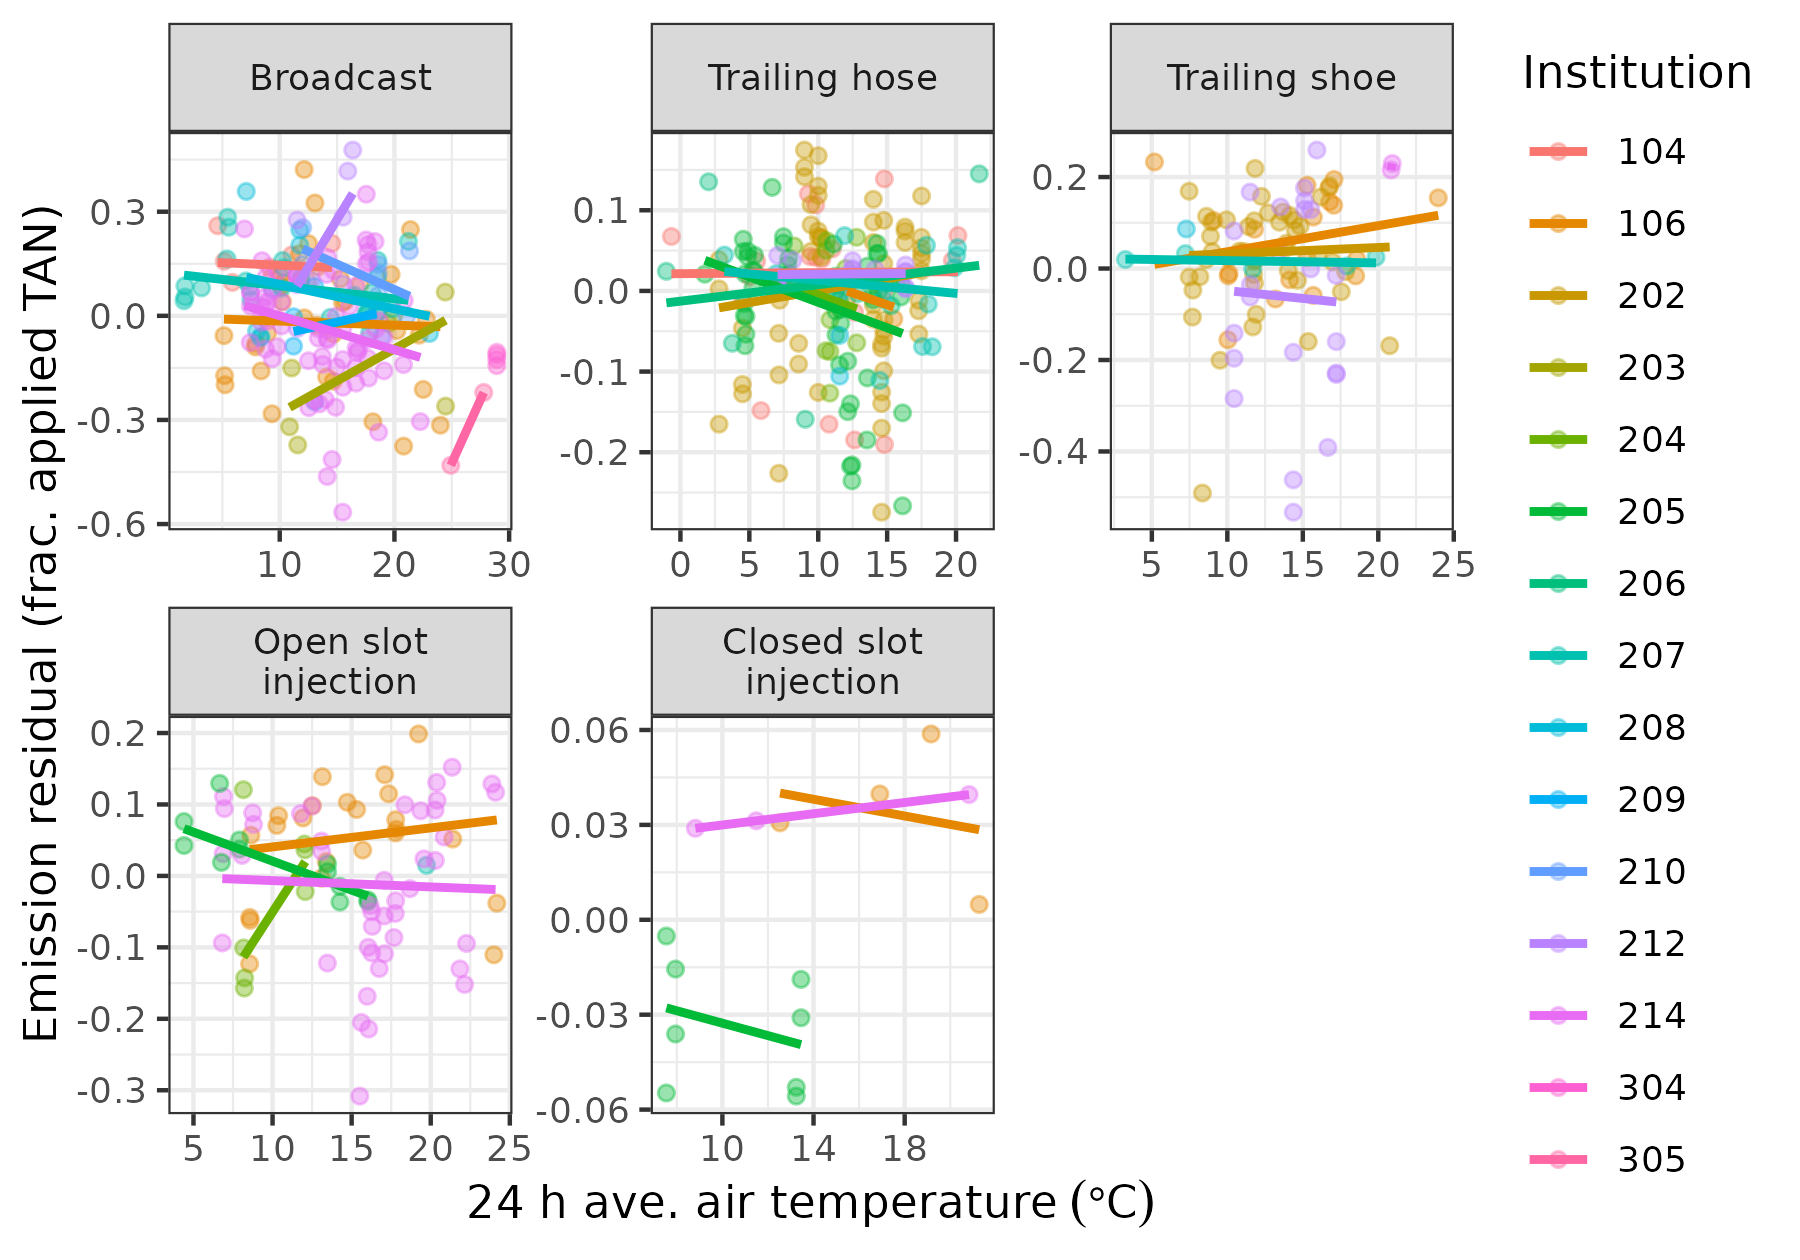 Broadcast
Trailing hose
Trailing shoe
Institution
104
106
202
203
204
205
206
207
208
209
210
212
214
304
305
Emission residual (frac. applied TAN)
0.3
0.0
-0.3
-0.6
10 20 30
0.1
0.0
-0.1
-0.2
0 5 10 15 20
0.2
0.0
-0.2
-0.4
5 10 15 20 25
Open slot
injection
Closed slot
injection
0.2
0.1
0.0
-0.1
-0.2
-0.3
5 10 15 20 25
0.06
0.03
0.00
-0.03
-0.06
10 14 18
24 h ave. air temperature (°C)